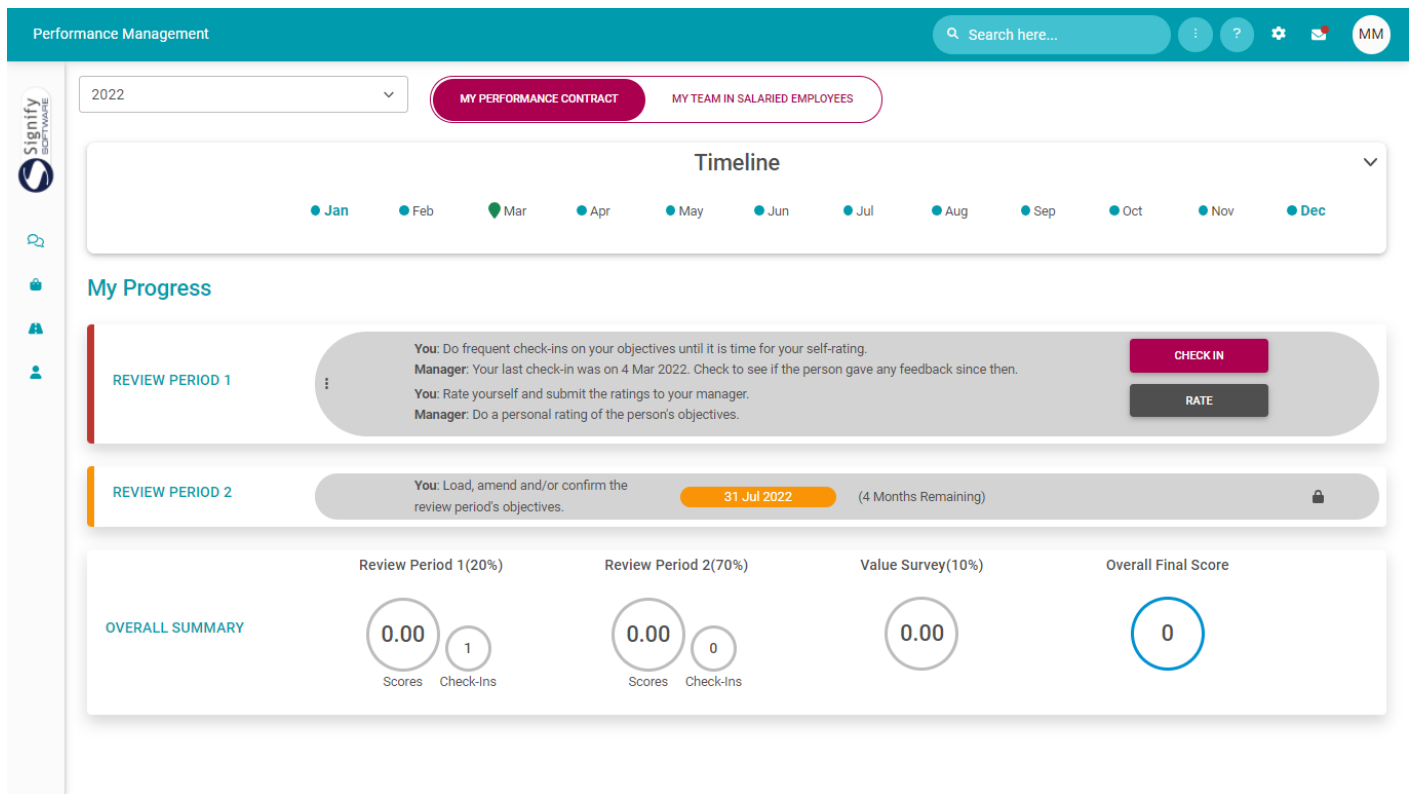 Performance Management
Search here...
?
MM
Signify
SOFTWARE
2022
MY PERFORMANCE CONTRACT
MY TEAM IN SALARIED EMPLOYEES
Timeline
Jan Feb Mar Apr May Jun Jul Aug Sep Oct Nov Dec
My Progress
REVIEW PERIOD 1
You: Do frequent check-ins on your objectives until it is time for your self-rating.
Manager: Your last check-in was on 4 Mar 2022. Check to see if the person gave any feedback since then.
You: Rate yourself and submit the ratings to your manager.
Manager: Do a personal rating of the person's objectives.
CHECK IN
RATE
REVIEW PERIOD 2
You: Load, amend and/or confirm the
review period's objectives.
31 Jul 2022
(4 Months Remaining)
OVERALL SUMMARY
Review Period 1(20%)
0.00
1
Scores Check-Ins
Review Period 2(70%)
0.00
0
Scores Check-Ins
Value Survey(10%)
0.00
Overall Final Score
0